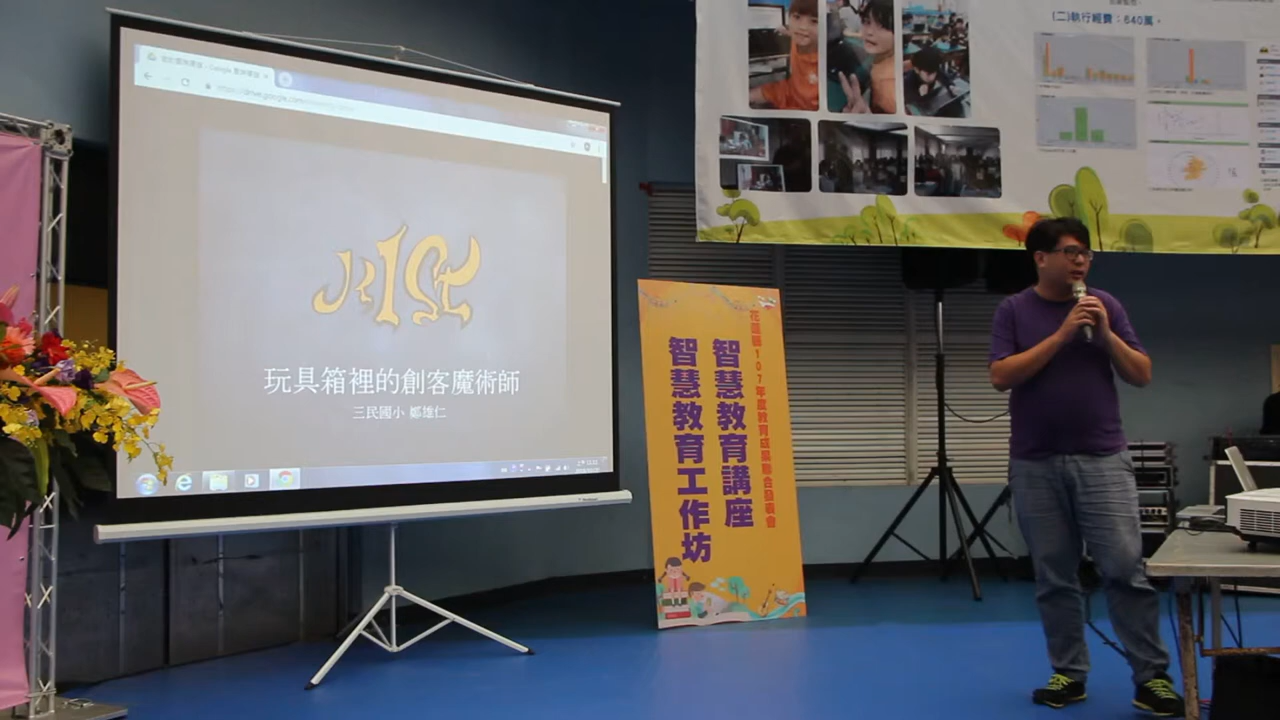 玩具箱裡的創客魔術師
三民國小 鄭雄仁
花蓮縣107年度教育成果聯合發表會
智慧教育講座
智慧教育工作坊
(二)執行經費：640萬。